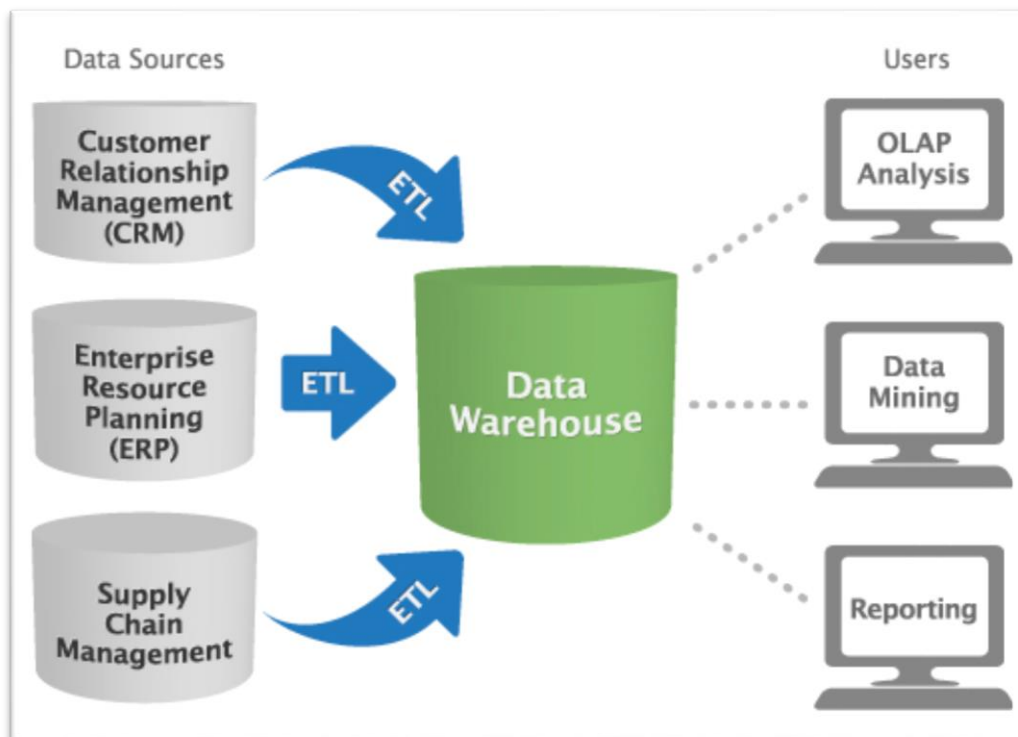 Data Sources
Users
Customer
Relationship
Management
(CRM)
ETL
OLAP
Analysis
Enterprise
Resource
Planning
(ERP)
ETL
Data
Warehouse
Data
Mining
Supply
Chain
Management
ETL
Reporting